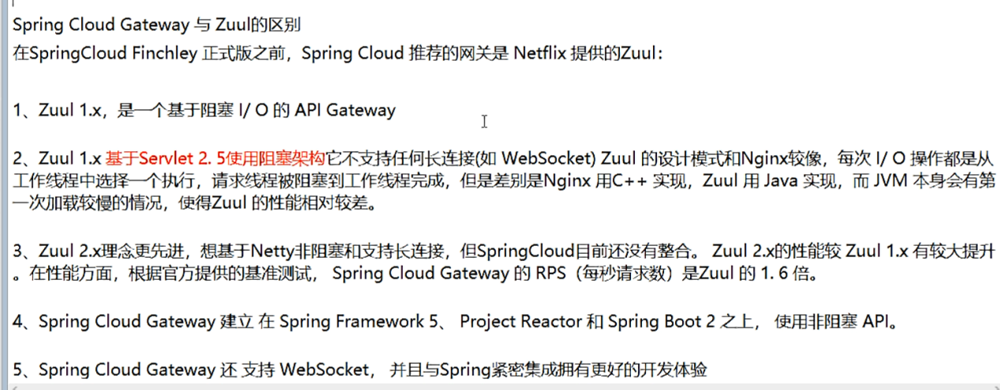 Spring Cloud Gateway 与 Zuul的区别
在SpringCloud Finchley 正式版之前，Spring Cloud 推荐的网关是 Netflix 提供的Zuul：
1、Zuul 1.x，是一个基于阻塞 I/ O 的 API Gateway
2、Zuul 1.x 基于Servlet 2. 5使用阻塞架构它不支持任何长连接(如 WebSocket) Zuul 的设计模式和Nginx较像，每次 I/ O 操作都是从
工作线程中选择一个执行，请求线程被阻塞到工作线程完成，但是差别是Nginx 用C++ 实现，Zuul 用 Java 实现，而 JVM 本身会有第
一次加载较慢的情况，使得Zuul 的性能相对较差。
3、Zuul 2.x理念更先进，想基于Netty非阻塞和支持长连接，但SpringCloud目前还没有整合。 Zuul 2.x的性能较 Zuul 1.x 有较大提升
。在性能方面，根据官方提供的基准测试， Spring Cloud Gateway 的 RPS（每秒请求数）是Zuul 的 1. 6 倍。
4、Spring Cloud Gateway 建立 在 Spring Framework 5、 Project Reactor 和 Spring Boot 2 之上， 使用非阻塞 API。
5、Spring Cloud Gateway 还 支持 WebSocket， 并且与Spring紧密集成拥有更好的开发体验